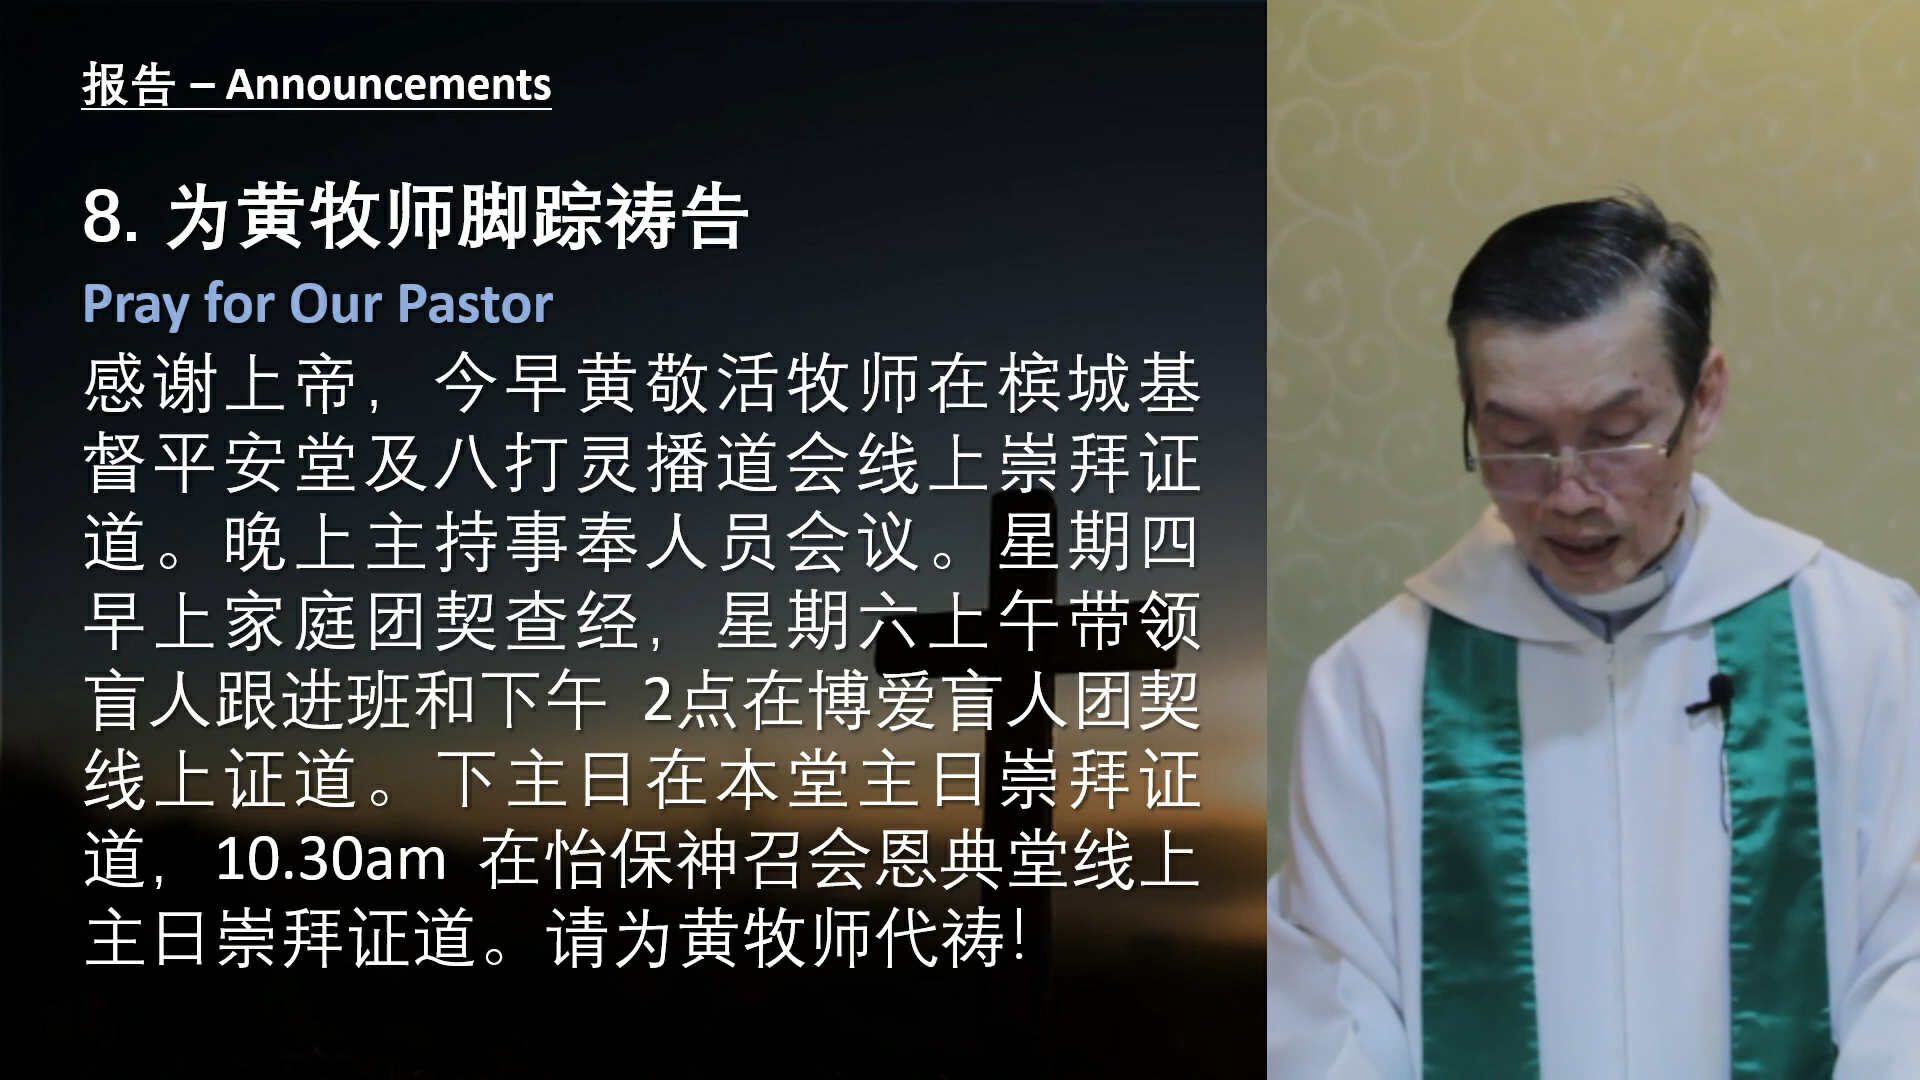 报告 – Announcements
8. 为黄牧师脚踪祷告
Pray for Our Pastor
感谢上帝，今早黄敬活牧师在槟城基
督平安堂及八打灵播道会线上崇拜证
道。晚上主持事奉人员会议。星期四
早上家庭团契查经，星期六上午带领
盲人跟进班和下午 2点在博爱盲人团契
线上证道。下主日在本堂主日崇拜证
道，10.30am 在怡保神召会恩典堂线上
主日崇拜证道。请为黄牧师代祷！